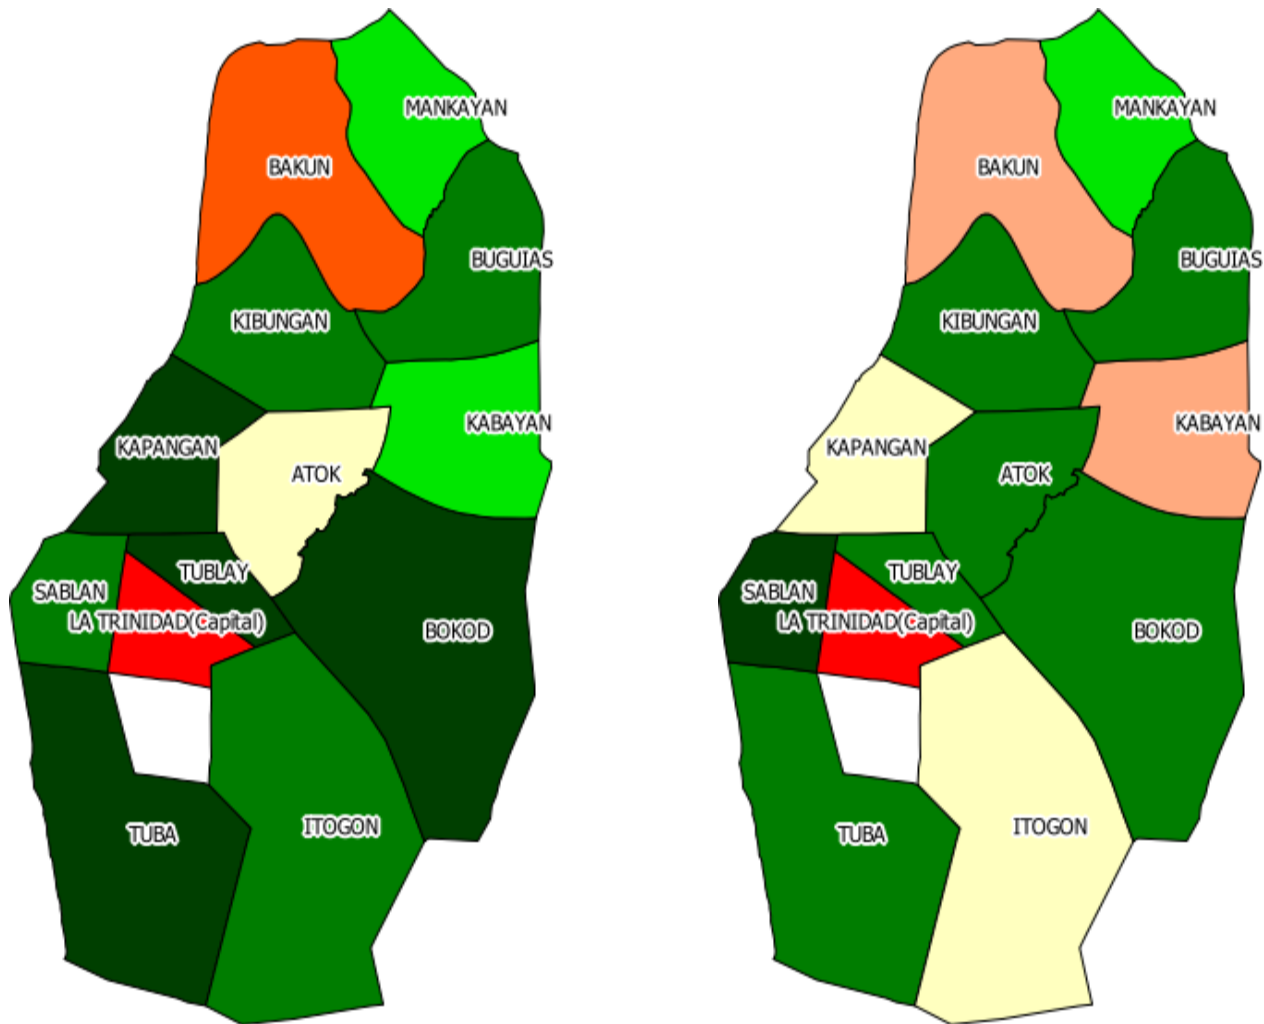 MANKAYAN
BAKUN
BUGUIAS
KIBUNGAN
KABAYAN
KAPANGAN
ATOK
TUBLAY
SABLAN
LA TRINIDAD(Capital)
BOKOD
ITOGON
TUBA
MANKAYAN
BAKUN
BUGUIAS
KIBUNGAN
KABAYAN
KAPANGAN
ATOK
TUBLAY
SABLAN
LA TRINIDAD(Capital)
BOKOD
ITOGON
TUBA